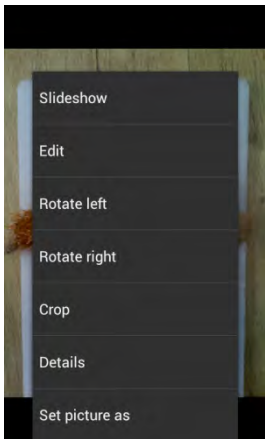 Slideshow
Edit
Rotate left
Rotate right
Crop
Details
Set picture as